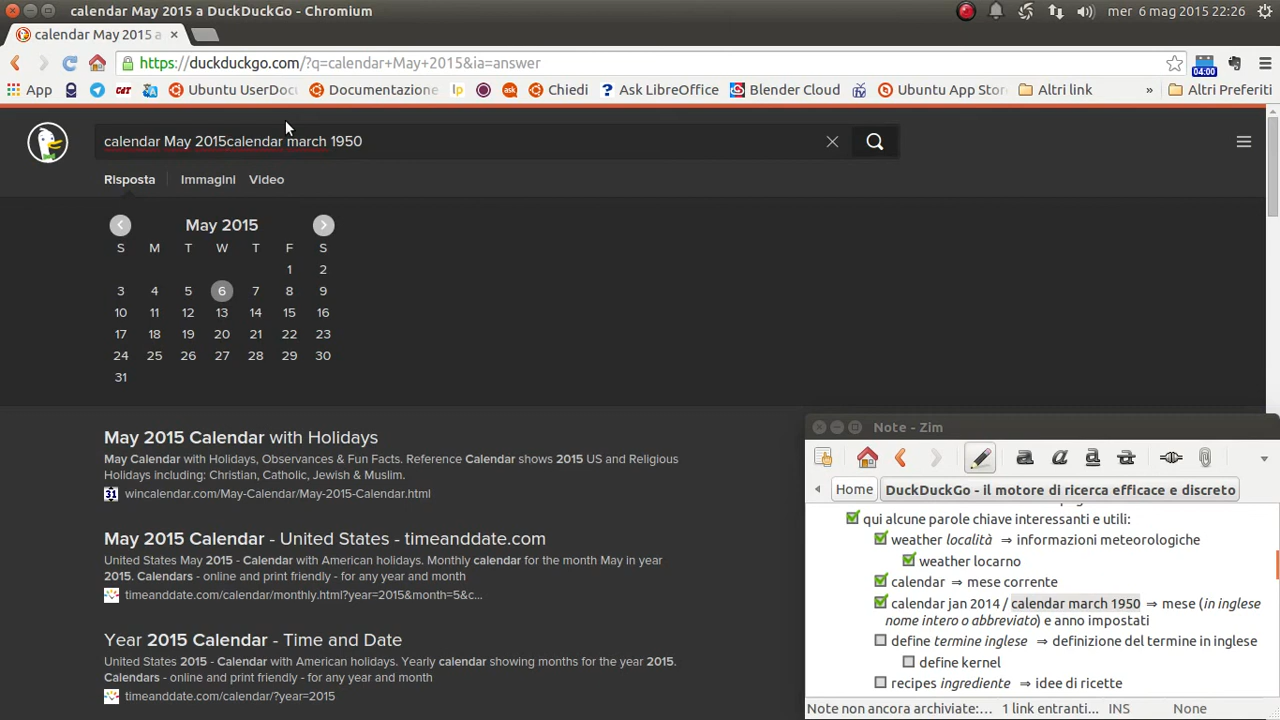 calendar May 2015 a DuckDuckGo - Chromium
mer 6 mag 2015 22:26
calendar May 2015 a
https://duckduckgo.com/?q=calendar+May+2015&ia=answer
04:00
App
CAT
Ubuntu UserDocu
Documentazione
lp
ask
Chiedi
? Ask LibreOffice
Blender Cloud
Ubuntu App Stor
Altri link
»
Altri Preferiti
calendar May 2015calendar march 1950
Risposta Immagini Video
May 2015
S M T W T F S
1 2
3 4 5 6 7 8 9
10 11 12 13 14 15 16
17 18 19 20 21 22 23
24 25 26 27 28 29 30
31
May 2015 Calendar with Holidays
May Calendar with Holidays, Observances & Fun Facts. Reference Calendar shows 2015 US and Religious
Holidays including: Christian, Catholic, Jewish & Muslim.
31 wincalendar.com/May-Calendar/May-2015-Calendar.html
May 2015 Calendar - United States - timeanddate.com
United States May 2015 - Calendar with American holidays. Monthly calendar for the month May in year
2015. Calendars - online and print friendly - for any year and month
timeanddate.com/calendar/monthly.html?year=2015&month=5&c...
Year 2015 Calendar - Time and Date
United States 2015 - Calendar with American holidays. Yearly calendar showing months for the year 2015.
Calendars - online and print friendly - for any year and month
timeanddate.com/calendar/?year=2015
Note - Zim
a a a a
Home DuckDuckGo - il motore di ricerca efficace e discreto
qui alcune parole chiave interessanti e utili:
weather località ⇒ informazioni meteorologiche
weather locarno
calendar ⇒ mese corrente
calendar jan 2014 / calendar march 1950 ⇒ mese (in inglese
nome intero o abbreviato) e anno impostati
define termine inglese ⇒ definizione del termine in inglese
define kernel
recipes ingrediente ⇒ idee di ricette
Note non ancora archiviate:... 1 link entranti... INS None